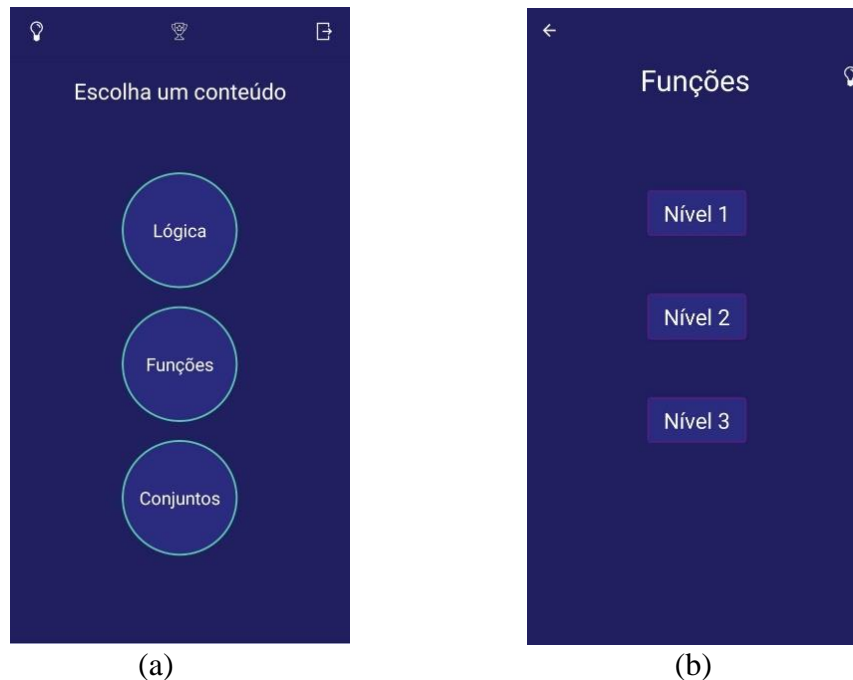 Escolha um conteúdo
Lógica
Funções
Conjuntos
(a)
Funções
Nível 1
Nível 2
Nível 3
(b)